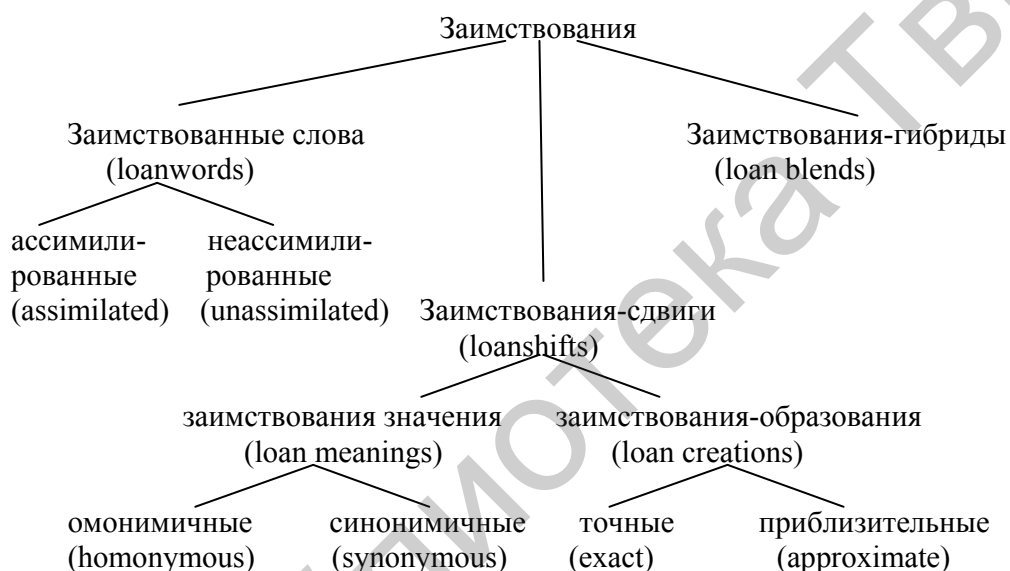 Заимствования
Заимствованные слова
(loanwords)
Заимствования-гибриды
(loan blends)
ассимили-
рованные
(assimilated)
неассимили-
рованные
(unassimilated)
Заимствования-сдвиги
(loanshifts)
заимствования значения
(loan meanings)
заимствования-образования
(loan creations)
омонимичные
(homonymous)
синонимичные
(synonymous)
точные
(exact)
приблизительные
(approximate)